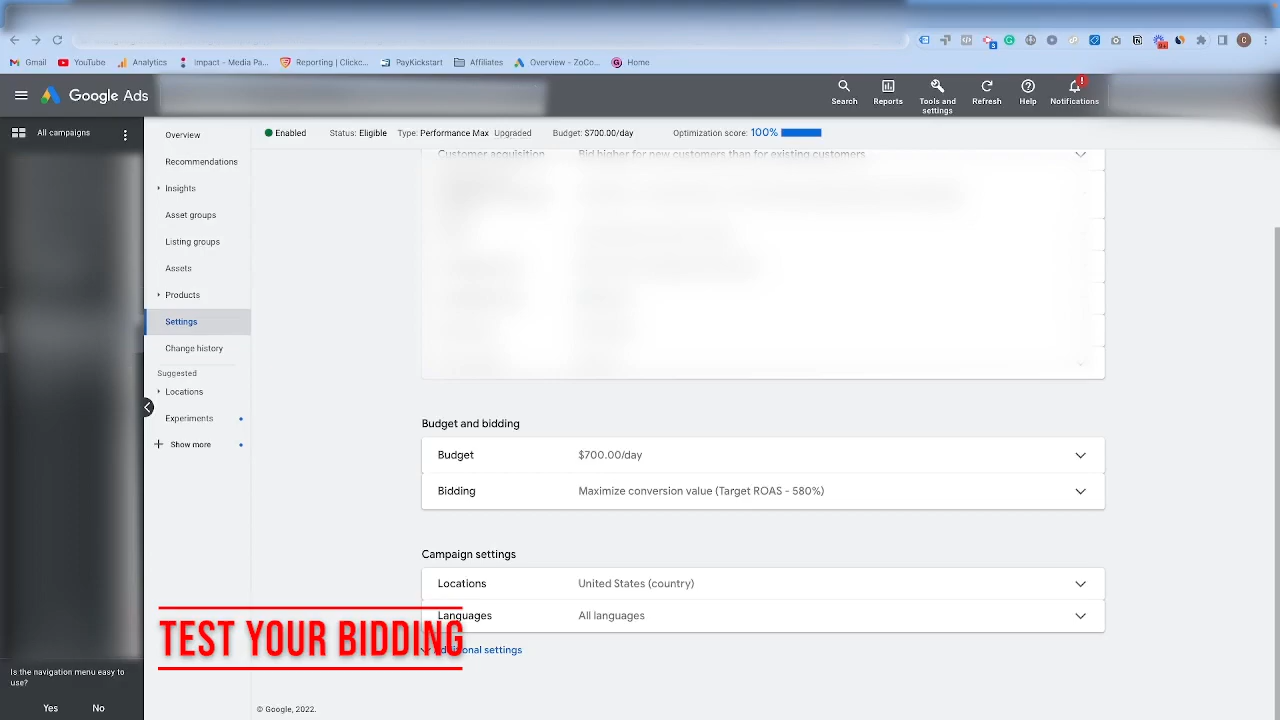 Gmail YouTube Analytics Impact - Media Pa... Reporting | Clickc... PayKickstart Affiliates Overview - ZoCo... Home
Google Ads
Search Reports Tools and settings Refresh Help Notifications
All campaigns
Overview
Recommendations
Insights
Asset groups
Listing groups
Assets
Products
Settings
Change history
Suggested
Locations
Experiments
Show more
Enabled Status: Eligible Type: Performance Max Upgraded Budget: $700.00/day Optimization score: 100%
Customer acquisition Bid higher for new customers than for existing customers
Budget and bidding
Budget $700.00/day
Bidding Maximize conversion value (Target ROAS - 580%)
Campaign settings
Locations United States (country)
Languages All languages
Additional settings
TEST YOUR BIDDING
Is the navigation menu easy to
use?
Yes No
© Google, 2022.